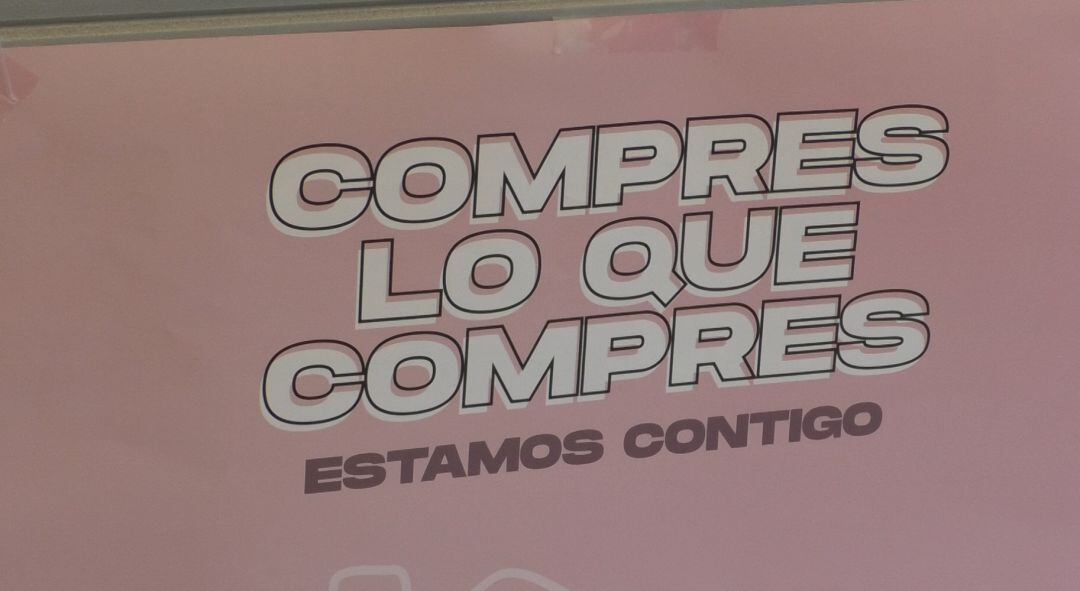 COMPRES
LO QUE
COMPRES
ESTAMOS CONTIGO